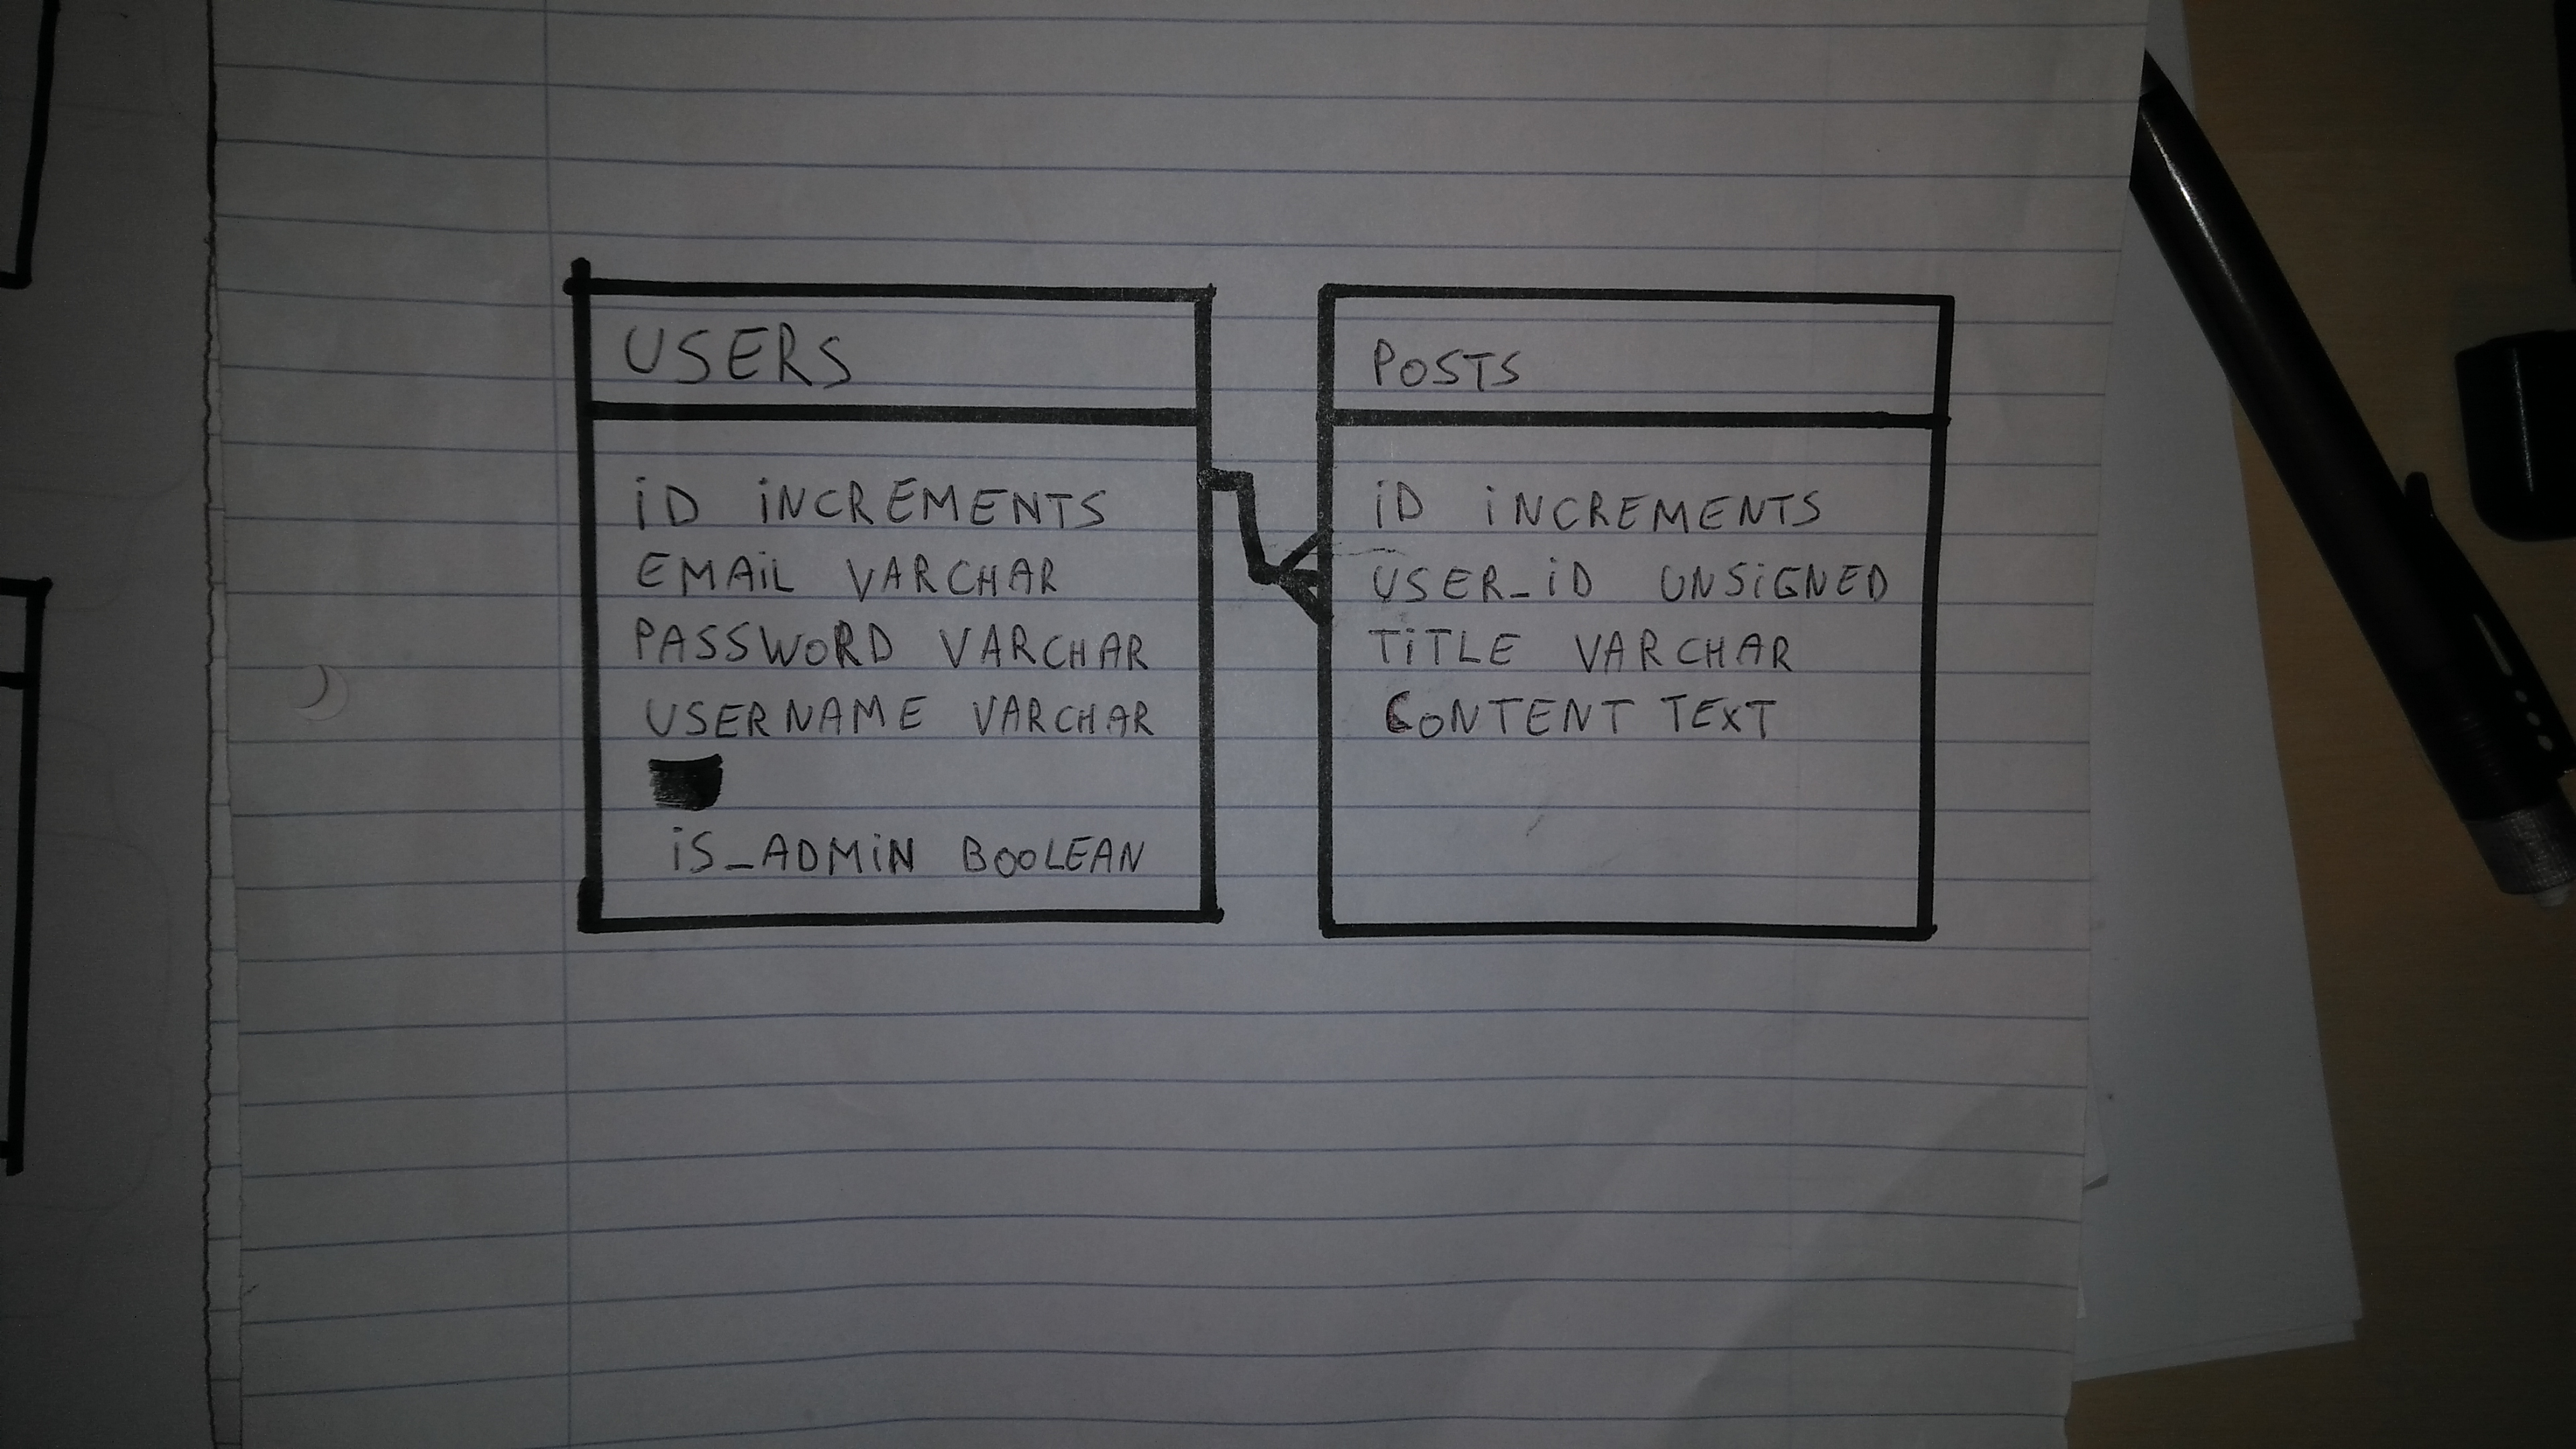 USERS
iD iNCREMENTS
EMAiL VARCHAR
PASSWORD VARCHAR
USERNAME VARCHAR
iS_ADMiN BOOLEAN
POSTS
iD iNCREMENTS
USER_iD UNSiGNED
TiTLE VARCHAR
CONTENT TEXT